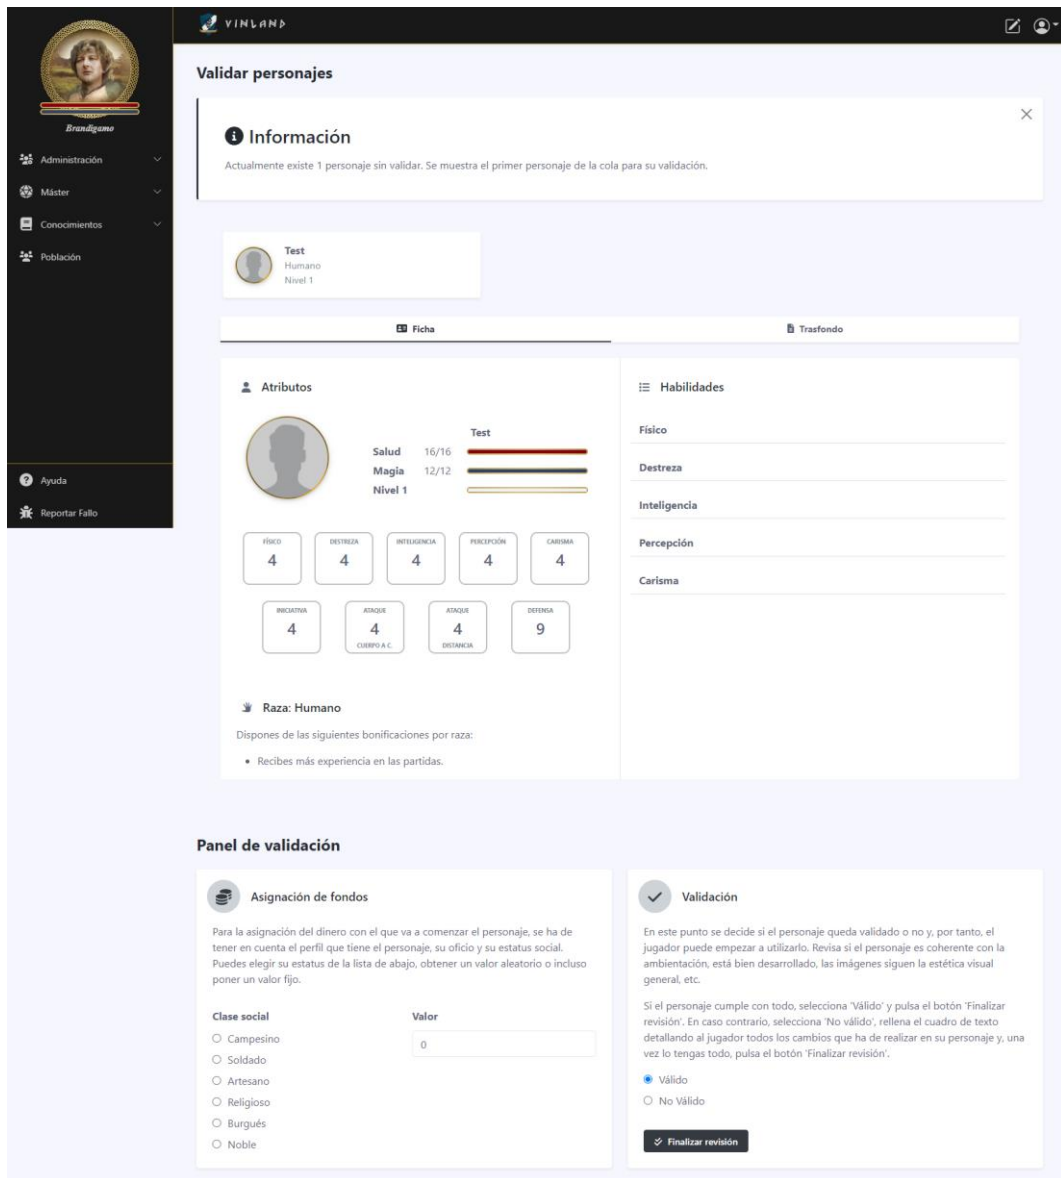 VINLAND
Brandigamo
Administración
Máster
Conocimientos
Población
Ayuda
Reportar Fallo
Validar personajes
Información
Actualmente existe 1 personaje sin validar. Se muestra el primer personaje de la cola para su validación.
Test
Humano
Nivel 1
Ficha
Trasfondo
Atributos
Test
Salud 16/16
Magia 12/12
Nivel 1
FÍSICO DESTREZA INTELIGENCIA PERCEPCIÓN CARISMA
4 4 4 4 4
INICIATIVA ATAQUE ATAQUE DEFENSA
4 4 4 9
CUERPO A C. DISTANCIA
Raza: Humano
Dispones de las siguientes bonificaciones por raza:
• Recibes más experiencia en las partidas.
Habilidades
Físico
Destreza
Inteligencia
Percepción
Carisma
Panel de validación
Asignación de fondos
Para la asignación del dinero con el que va a comenzar el personaje, se ha de
tener en cuenta el perfil que tiene el personaje, su oficio y su estatus social.
Puedes elegir su estatus de la lista de abajo, obtener un valor aleatorio o incluso
poner un valor fijo.
Clase social
Campesino
Soldado
Artesano
Religioso
Burgués
Noble
Valor
0
Validación
En este punto se decide si el personaje queda validado o no y, por tanto, el
jugador puede empezar a utilizarlo. Revisa si el personaje es coherente con la
ambientación, está bien desarrollado, las imágenes siguen la estética visual
general, etc.
Si el personaje cumple con todo, selecciona 'Válido' y pulsa el botón 'Finalizar
revisión'. En caso contrario, selecciona 'No válido', rellena el cuadro de texto
detallando al jugador todos los cambios que ha de realizar en su personaje y, una
vez lo tengas todo, pulsa el botón 'Finalizar revisión'.
Válido
No Válido
Finalizar revisión